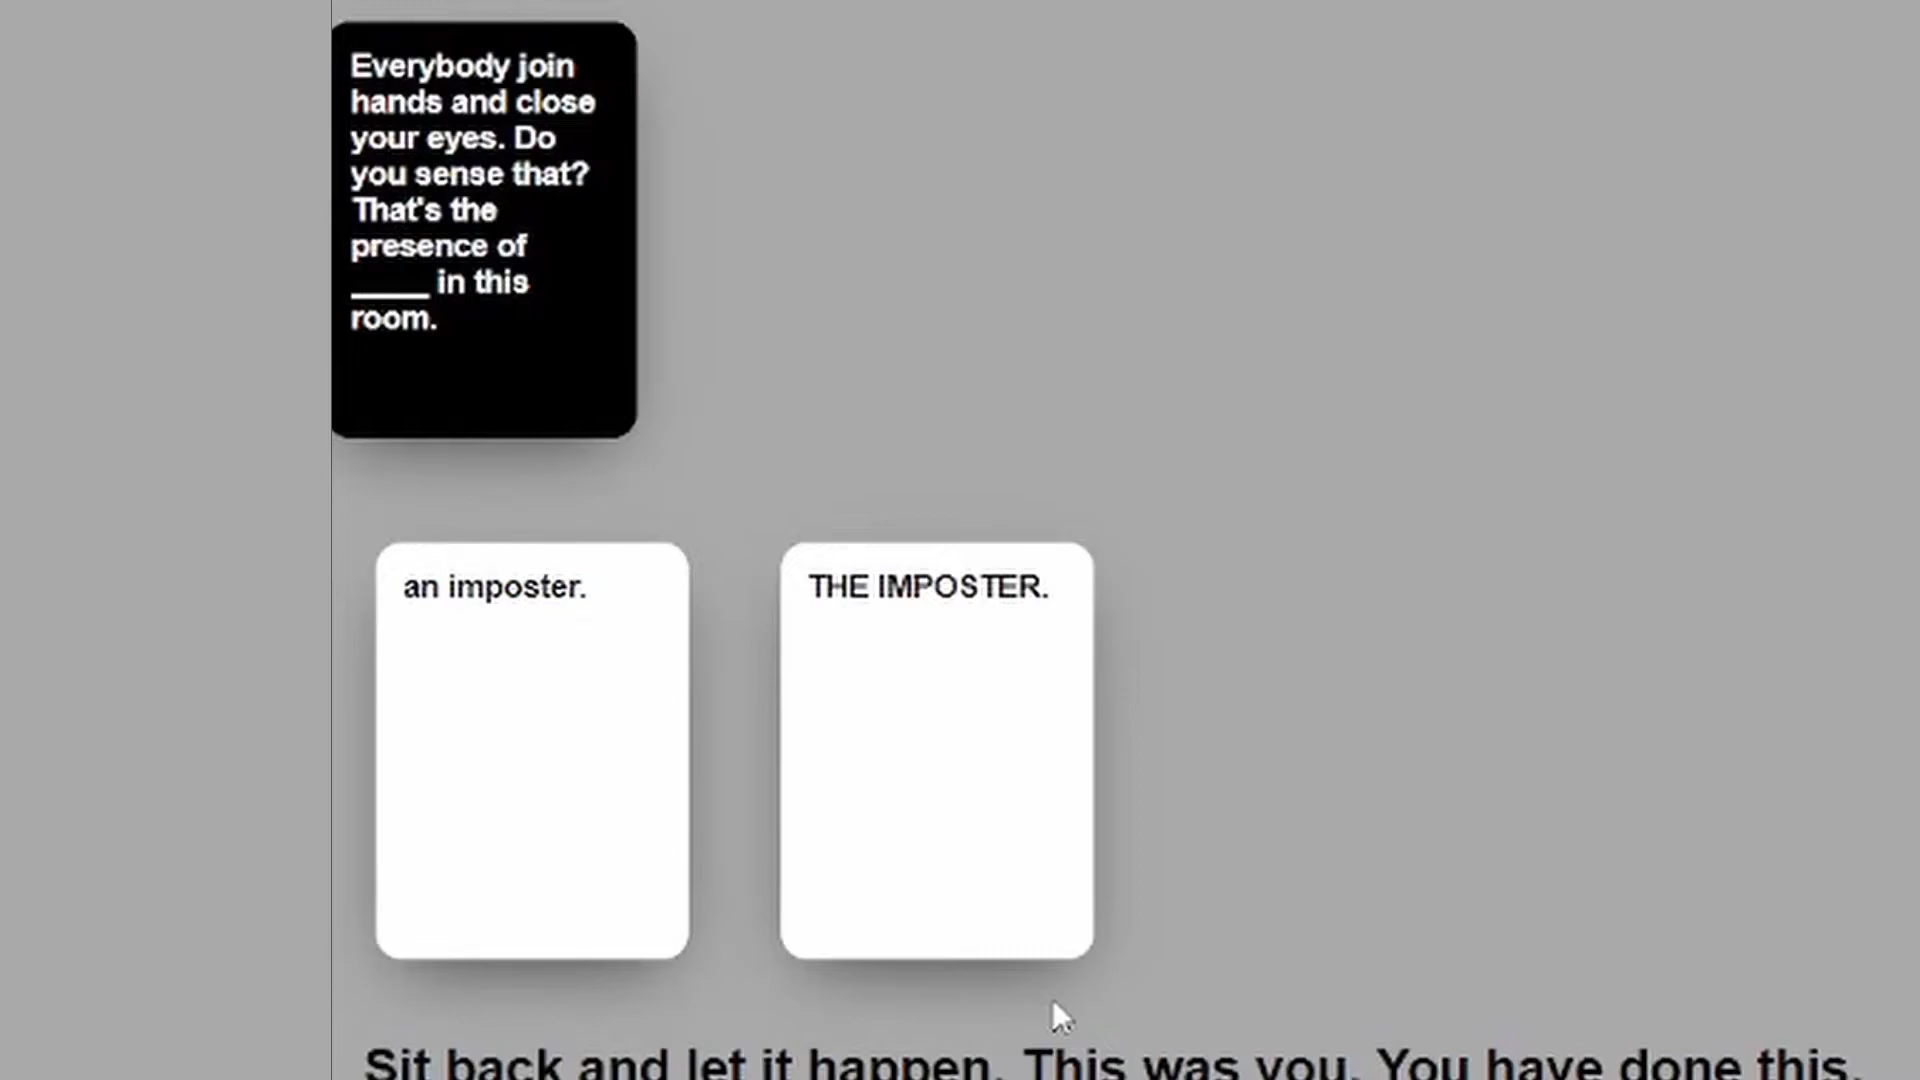 Everybody join
hands and close
your eyes. Do
you sense that?
That's the
presence of
_____ in this
room.
an imposter.
THE IMPOSTER.
Sit back and let it happen. This was you. You have done this.